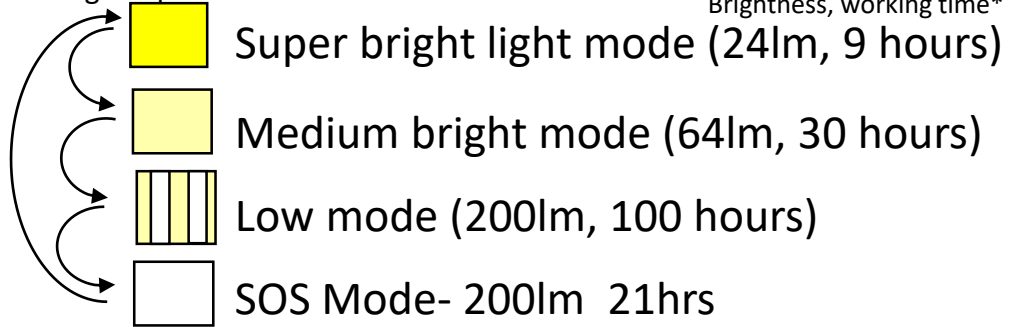 Brightness, working time*
Super bright light mode (24lm, 9 hours)
Medium bright mode (64lm, 30 hours)
Low mode (200lm, 100 hours)
SOS Mode- 200lm 21hrs